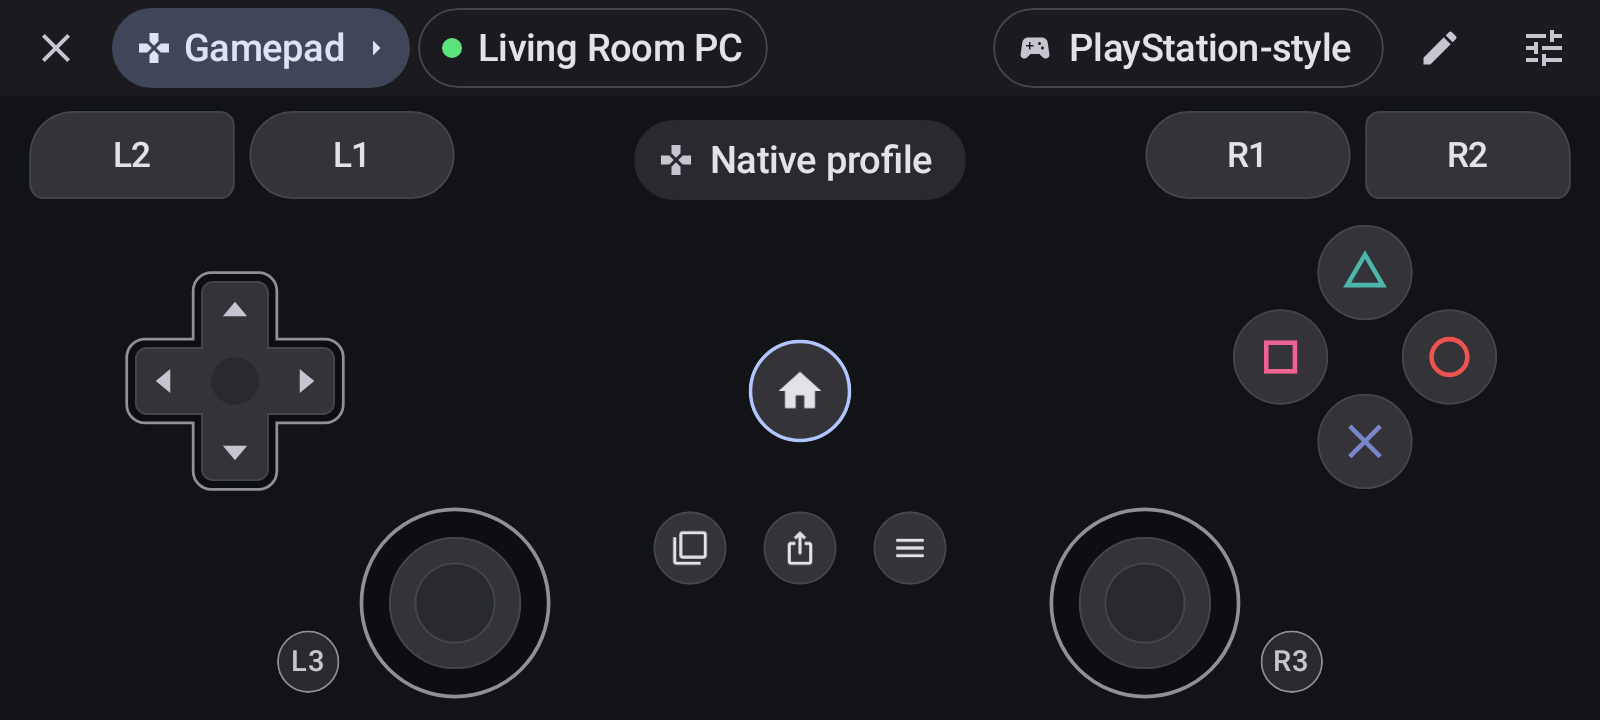 Gamepad
Living Room PC
PlayStation-style
L2
L1
Native profile
R1
R2
L3
R3